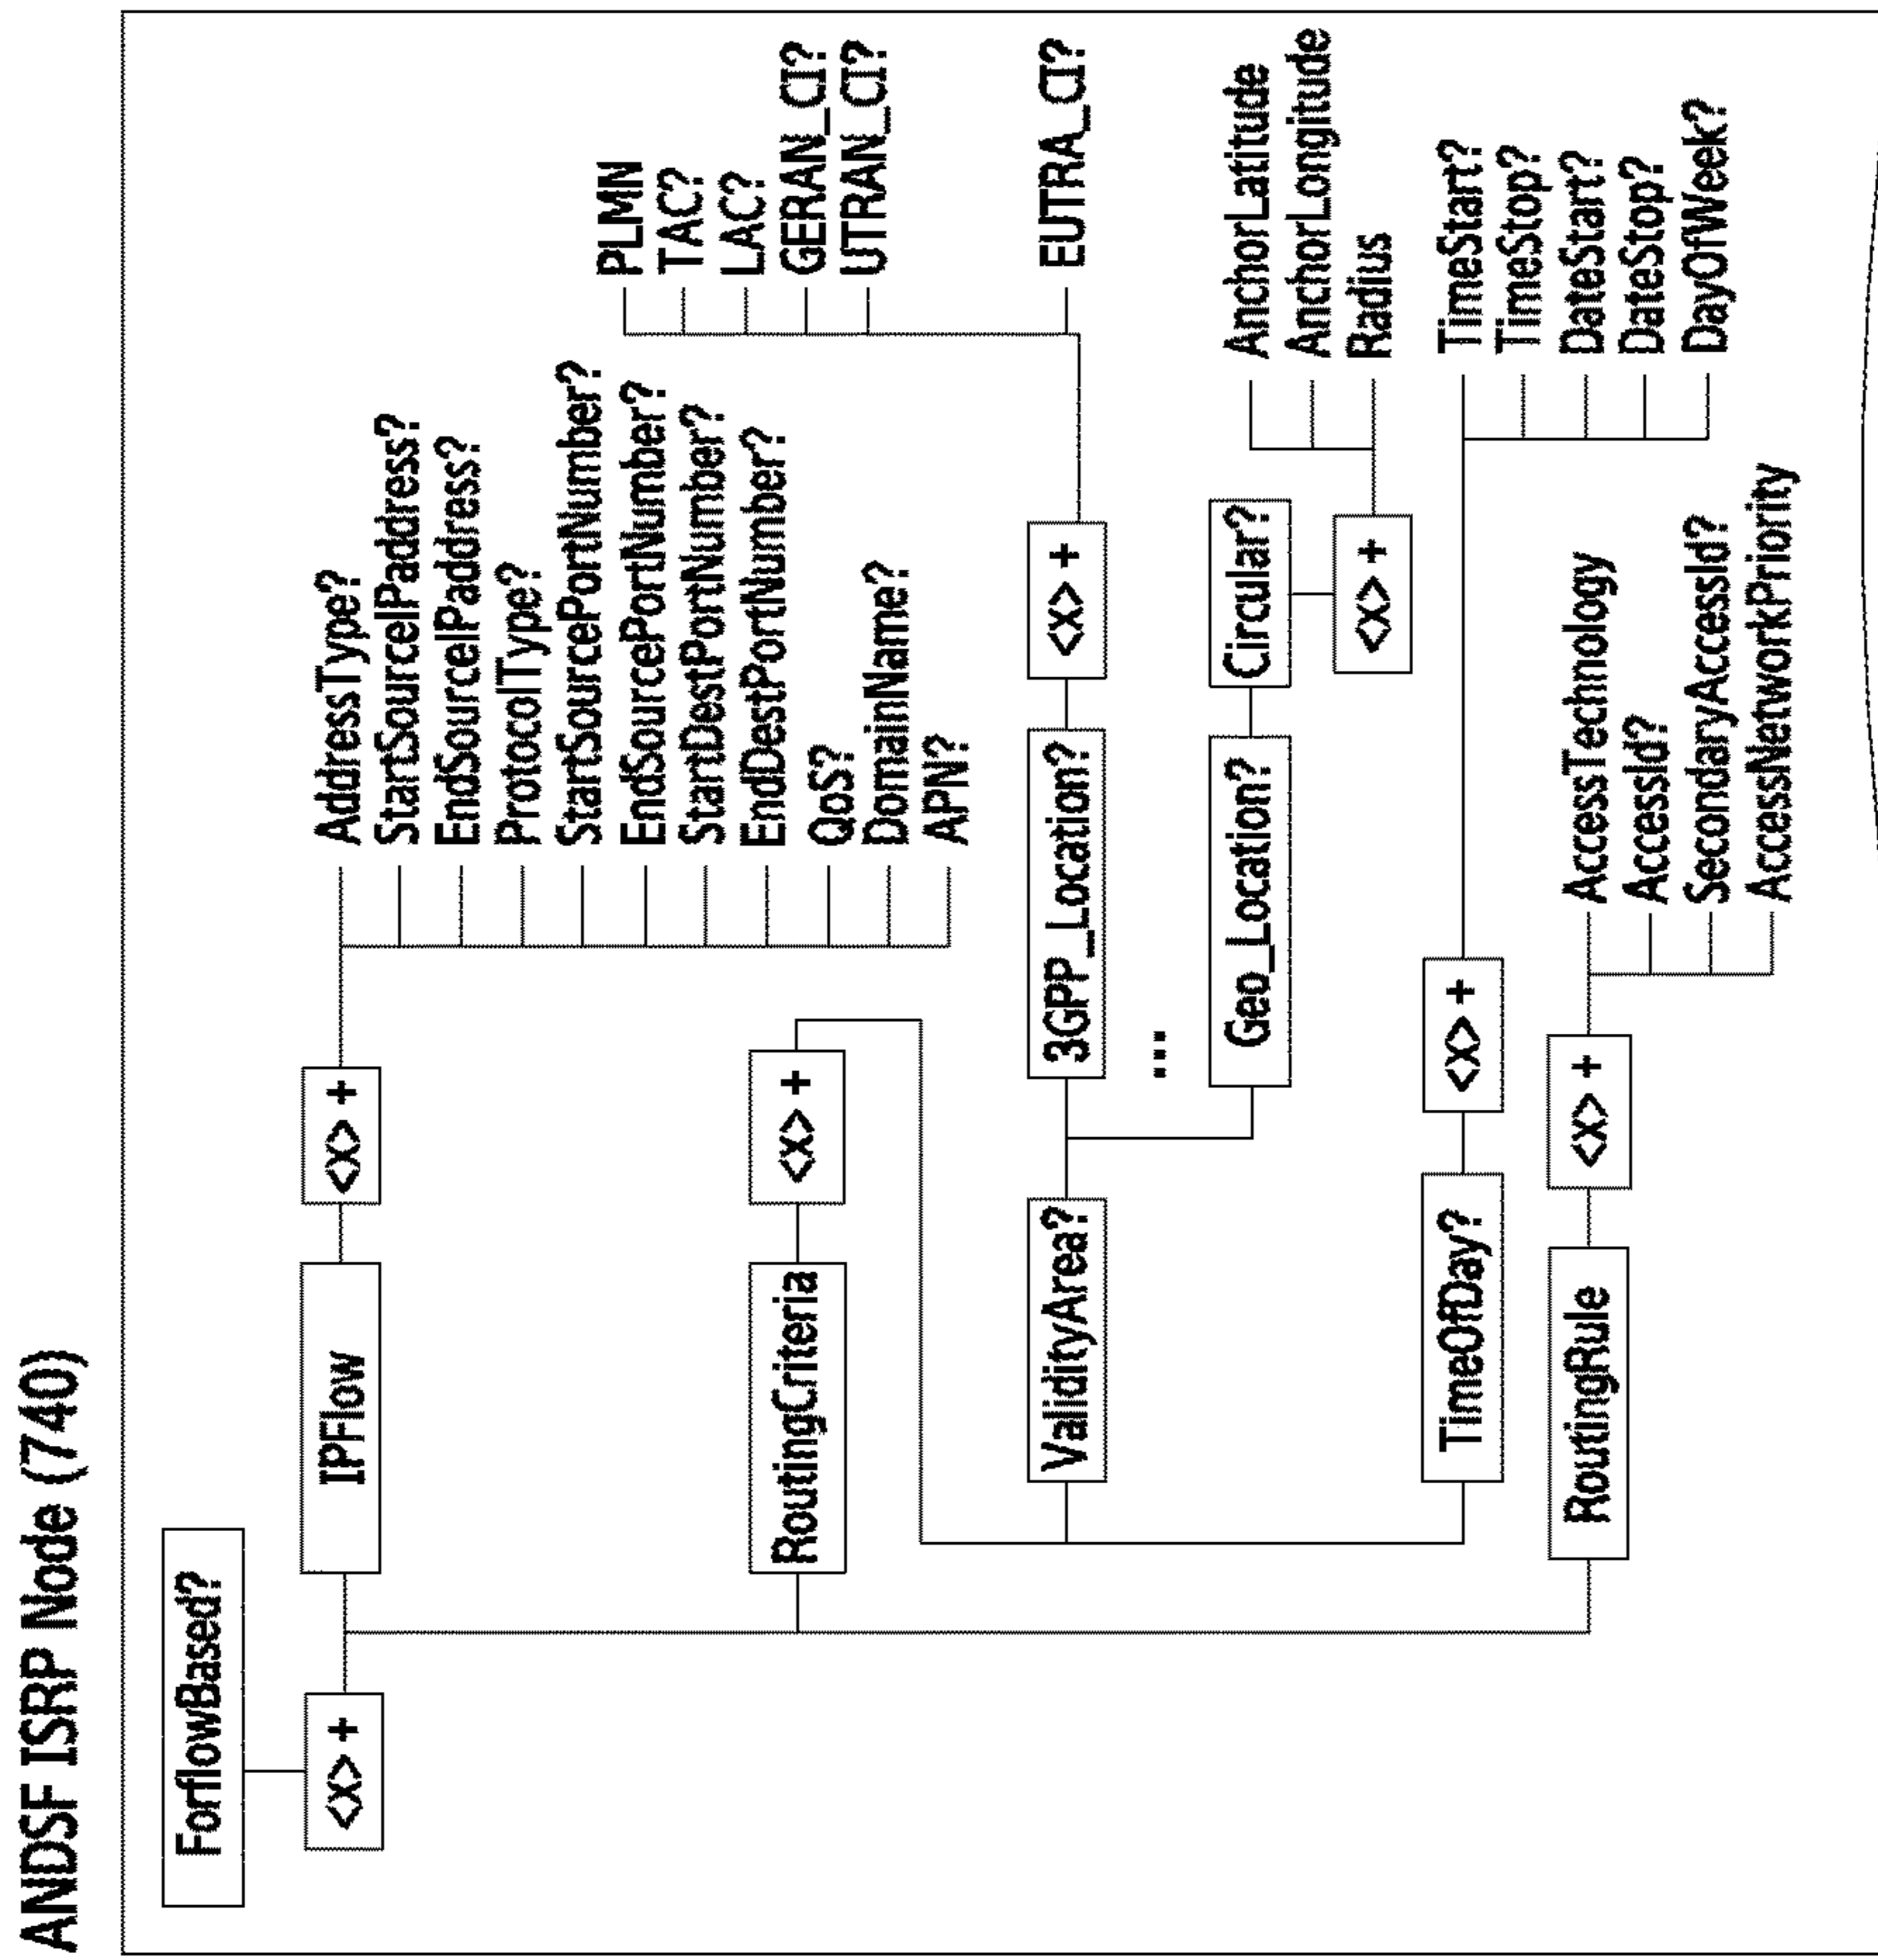 ANDSF ISRP Node (740)
ForflowBased?
<X> +
IPFlow
<X> +
AddressType?
StartSourceIPaddress?
EndSourceIPaddress?
ProtocolType?
StartSourcePortNumber?
EndSourcePortNumber?
StartDestPortNumber?
EndDestPortNumber?
QoS?
DomainName?
APN?
RoutingCriteria
<X> +
PLMN
TAC?
LAC?
GERAN_CI?
UTRAN_CI?
EUTRA_CI?
ValidityArea?
3GPP_Location?
<X> +
...
Geo_Location?
Circular?
<X> +
AnchorLatitude
AnchorLongitude
Radius
TimeOfDay?
<X> +
TimeStart?
TimeStop?
DateStart?
DateStop?
DayOfWeek?
RoutingRule
<X> +
AccessTechnology
AccessId?
SecondaryAccessId?
AccessNetworkPriority